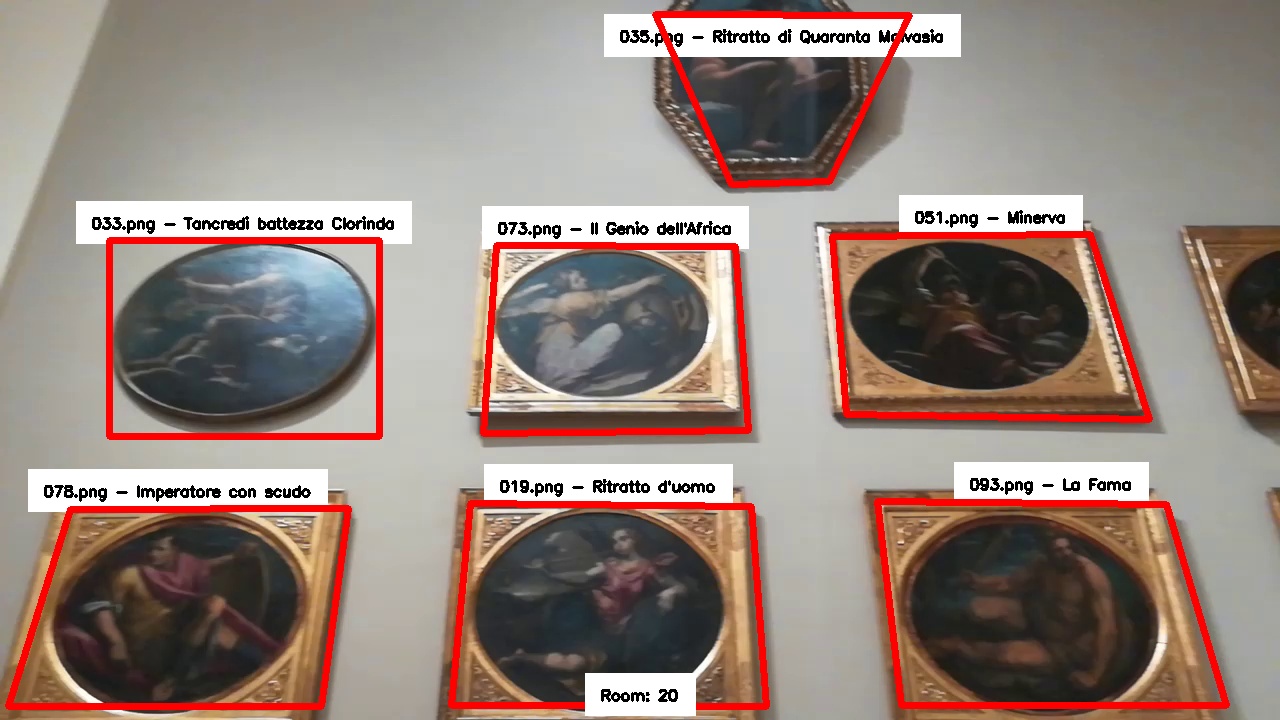 035.png - Ritratto di Quaranta Malvasia
033.png - Tancredi battezza Clorinda
073.png - Il Genio dell'Africa
051.png - Minerva
078.png - Imperatore con scudo
019.png - Ritratto d'uomo
093.png - La Fama
Room: 20